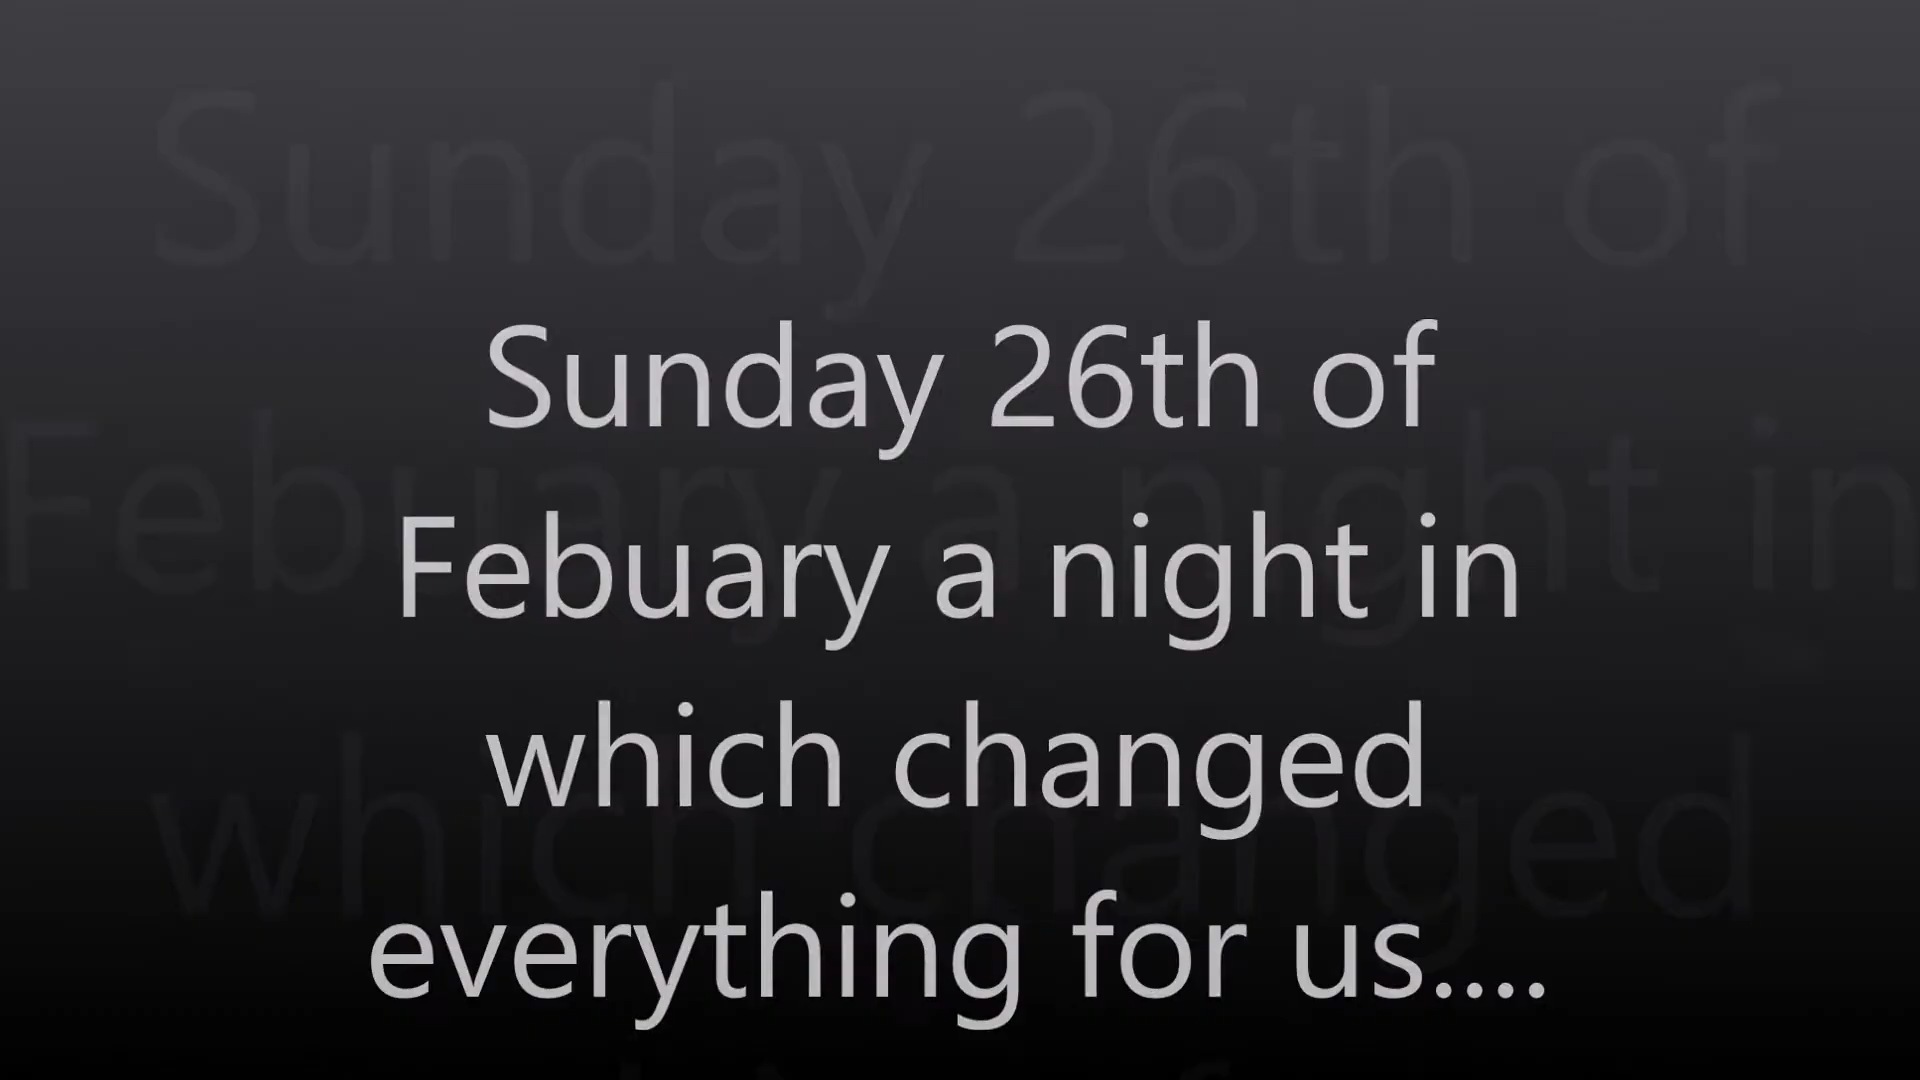 Sunday 26th of
Febuary a night in
which changed
everything for us....